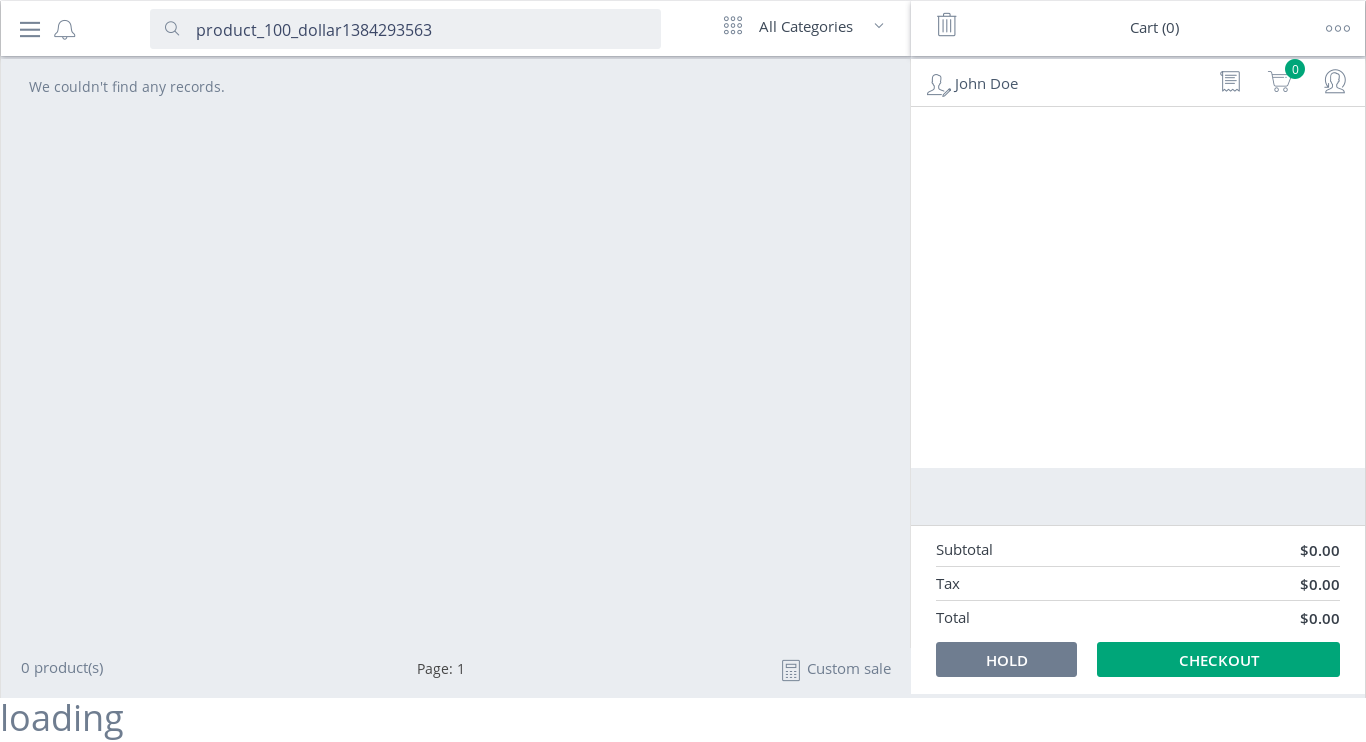 product_100_dollar1384293563
All Categories
Cart (0)
We couldn't find any records.
John Doe
0
Subtotal $0.00
Tax $0.00
Total $0.00
HOLD CHECKOUT
0 product(s)
Page: 1
Custom sale
loading